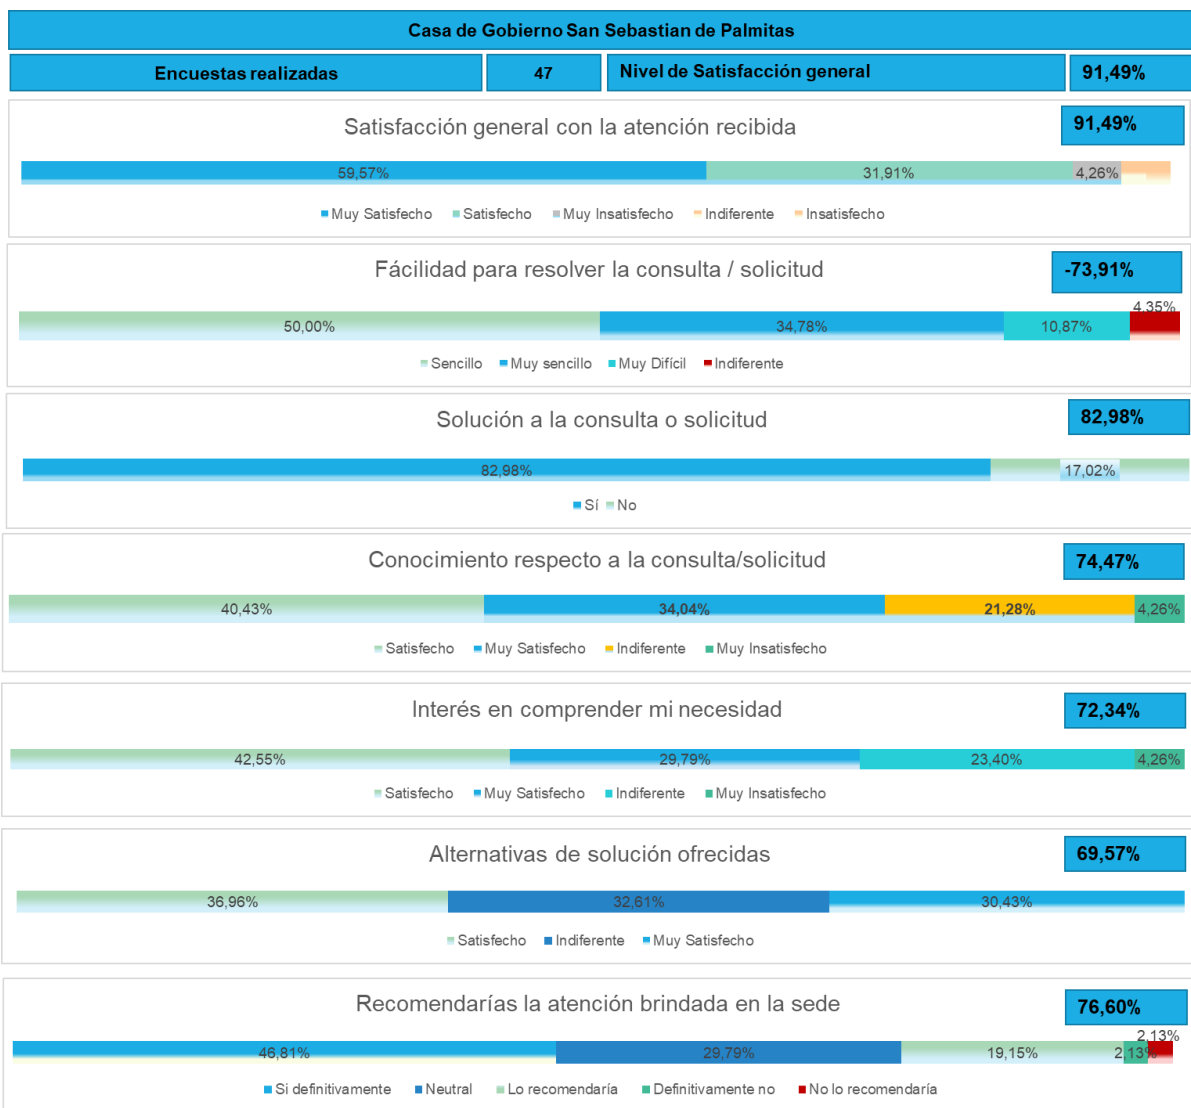 Casa de Gobierno San Sebastian de Palmitas
Encuestas realizadas 47 Nivel de Satisfacción general 91,49%
Satisfacción general con la atención recibida 91,49%
59,57% 31,91% 4,26%
Muy Satisfecho Satisfecho Muy Insatisfecho Indiferente Insatisfecho
Fácilidad para resolver la consulta / solicitud -73,91%
50,00% 34,78% 10,87% 4,35%
Sencillo Muy sencillo Muy Difícil Indiferente
Solución a la consulta o solicitud 82,98%
82,98% 17,02%
Sí No
Conocimiento respecto a la consulta/solicitud 74,47%
40,43% 34,04% 21,28% 4,26%
Satisfecho Muy Satisfecho Indiferente Muy Insatisfecho
Interés en comprender mi necesidad 72,34%
42,55% 29,79% 23,40% 4,26%
Satisfecho Muy Satisfecho Indiferente Muy Insatisfecho
Alternativas de solución ofrecidas 69,57%
36,96% 32,61% 30,43%
Satisfecho Indiferente Muy Satisfecho
Recomendarías la atención brindada en la sede 76,60%
46,81% 29,79% 19,15% 2,13% 2,13%
Si definitivamente Neutral Lo recomendaría Definitivamente no No lo recomendaría